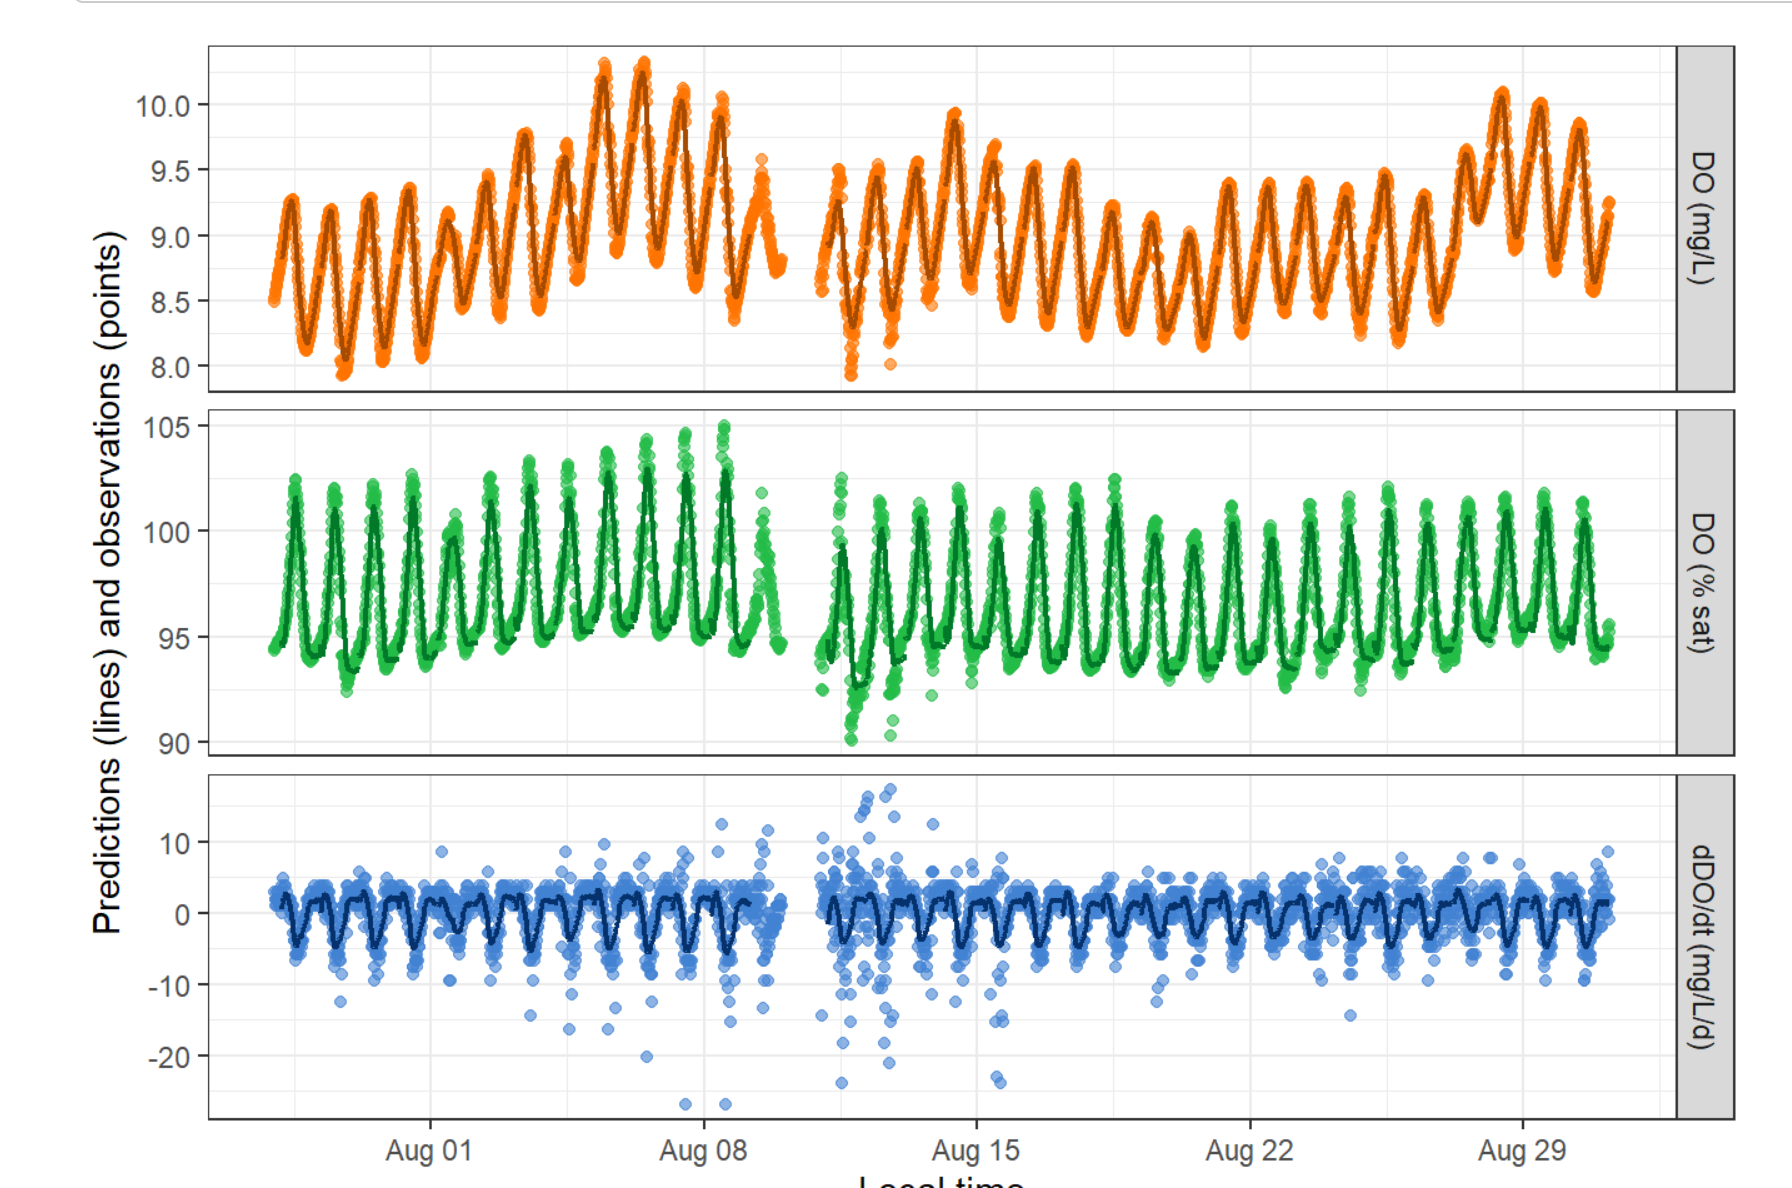 Predictions (lines) and observations (points)
10.0
9.5
9.0
8.5
8.0
DO (mg/L)
105
100
95
90
DO (% sat)
10
0
-10
-20
dDO/dt (mg/L/d)
Aug 01 Aug 08 Aug 15 Aug 22 Aug 29
Local time